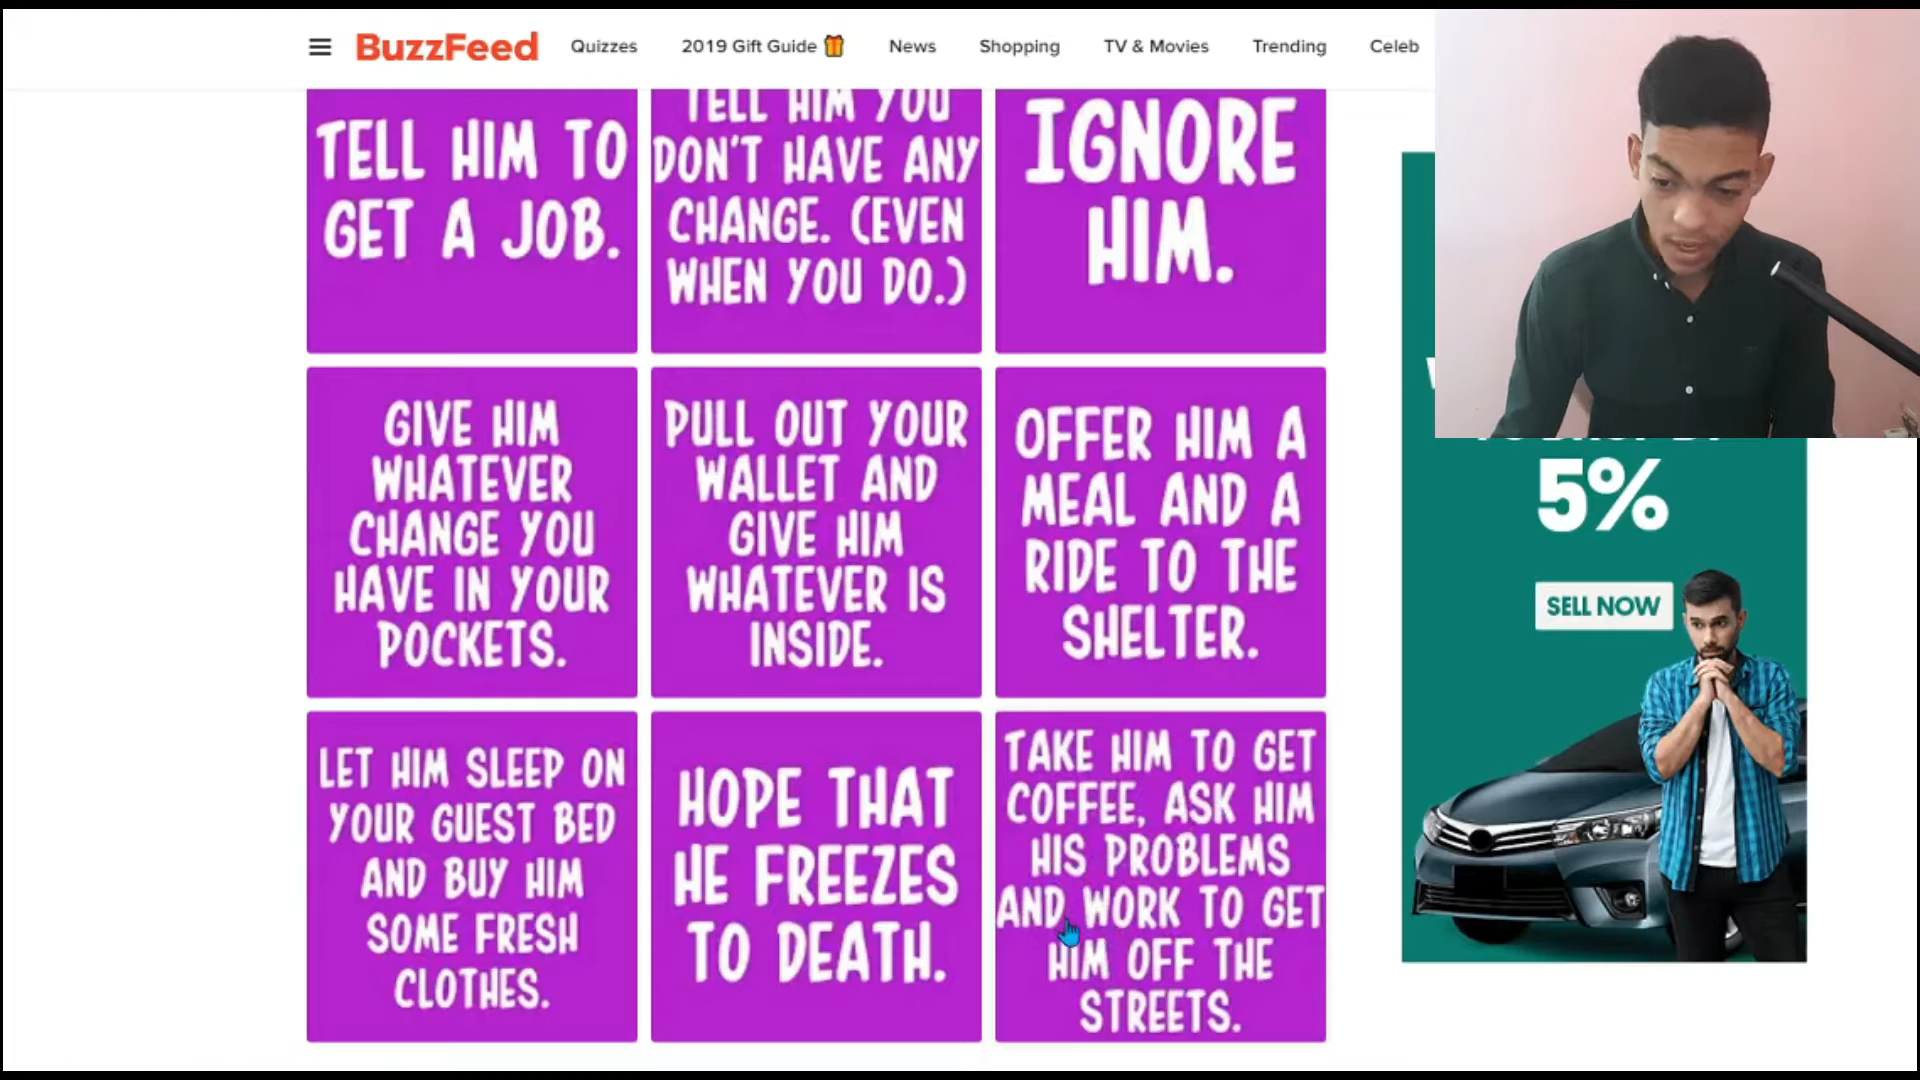 BuzzFeed Quizzes 2019 Gift Guide News Shopping TV & Movies Trending Celeb
TELL HIM TO
GET A JOB.
TELL HIM YOU
DON'T HAVE ANY
CHANGE. (EVEN
WHEN YOU DO.)
IGNORE
HIM.
GIVE HIM
WHATEVER
CHANGE YOU
HAVE IN YOUR
POCKETS.
PULL OUT YOUR
WALLET AND
GIVE HIM
WHATEVER IS
INSIDE.
OFFER HIM A
MEAL AND A
RIDE TO THE
SHELTER.
LET HIM SLEEP ON
YOUR GUEST BED
AND BUY HIM
SOME FRESH
CLOTHES.
HOPE THAT
HE FREEZES
TO DEATH.
TAKE HIM TO GET
COFFEE, ASK HIM
HIS PROBLEMS
AND WORK TO GET
HIM OFF THE
STREETS.
5%
SELL NOW